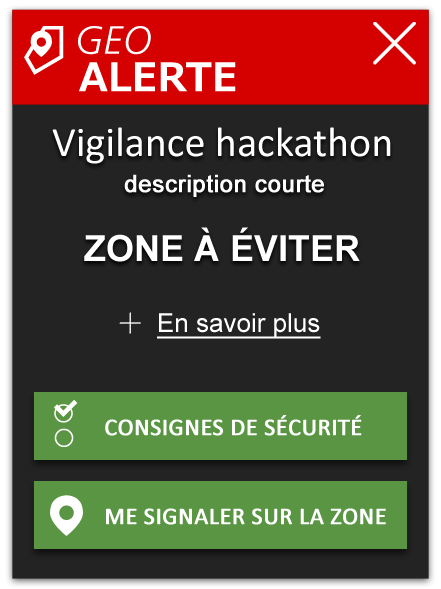 GEO
ALERTE
Vigilance hackathon
description courte
ZONE À ÉVITER
+ En savoir plus
CONSIGNES DE SÉCURITÉ
ME SIGNALER SUR LA ZONE